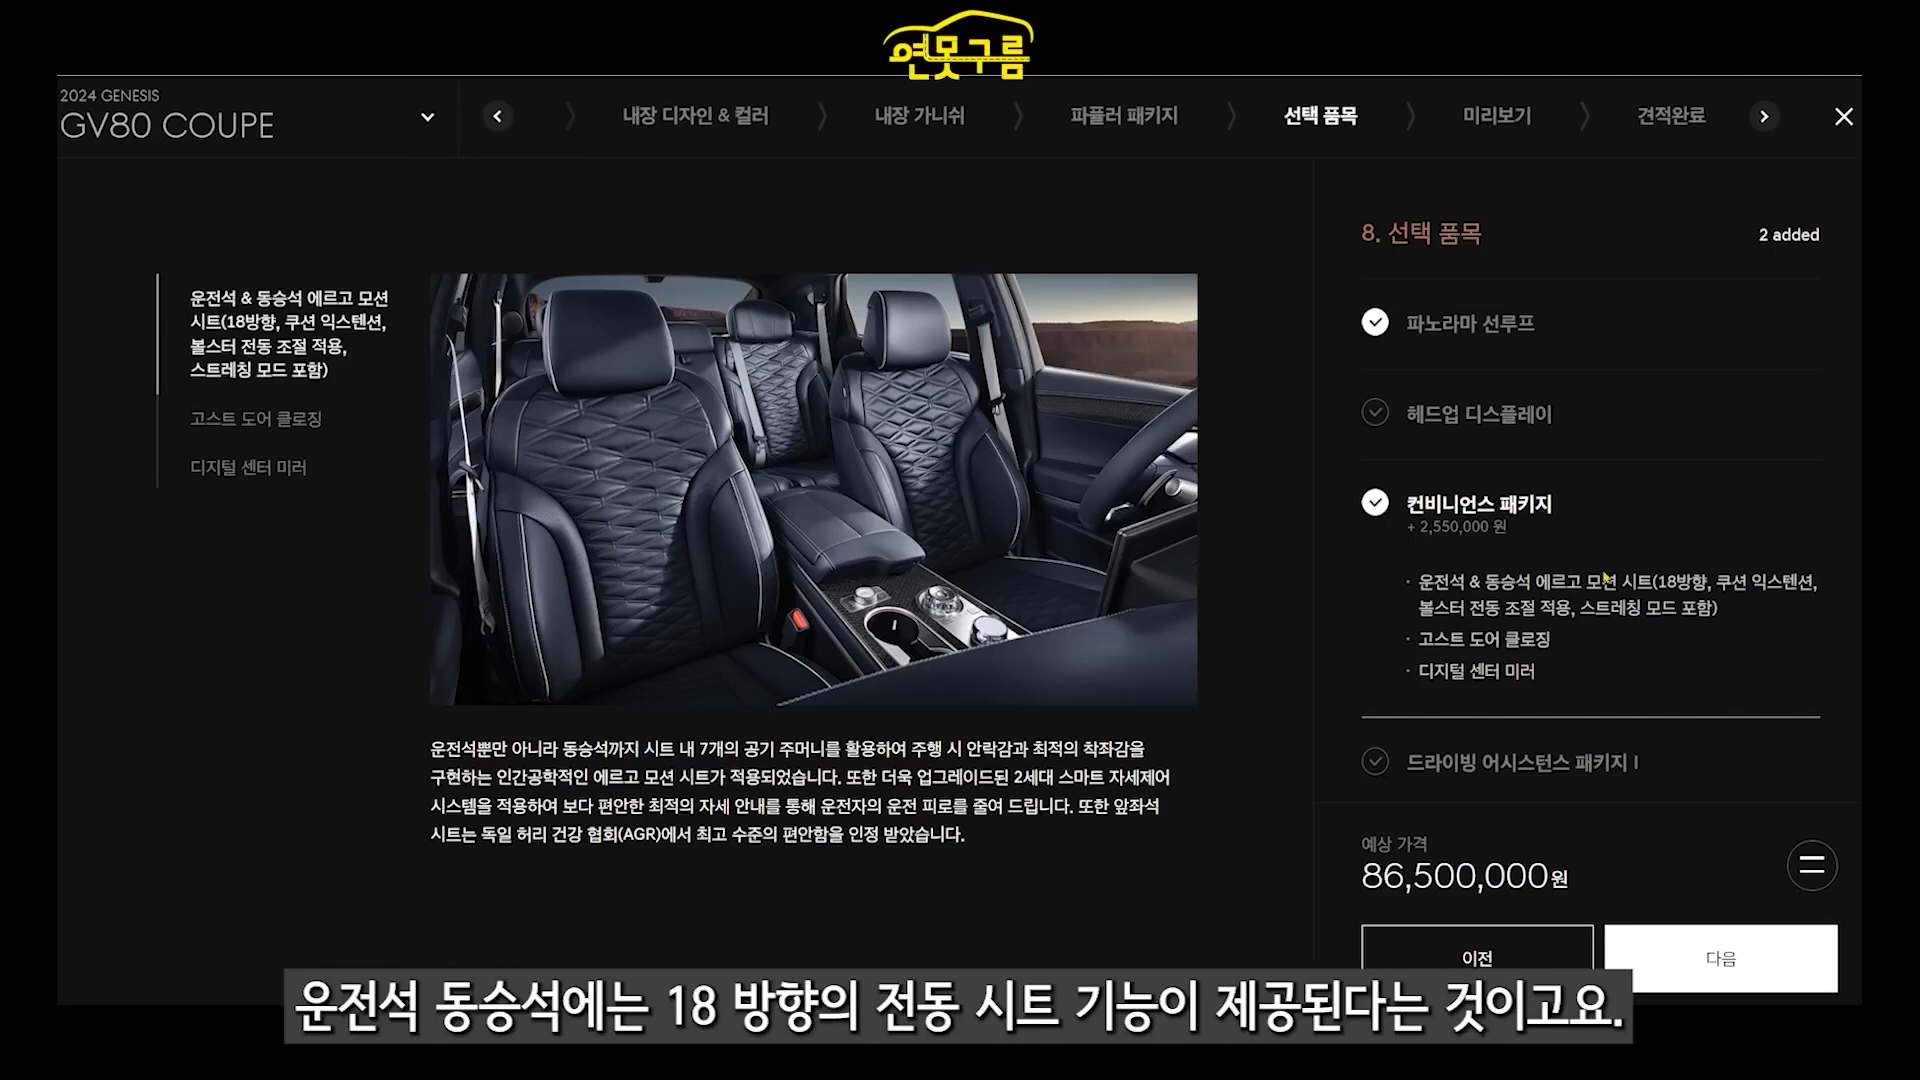 연못구름
2024 GENESIS
GV80 COUPE
내장 디자인 & 컬러
내장 가니쉬
파퓰러 패키지
선택 품목
미리보기
견적완료
운전석 & 동승석 에르고 모션
시트(18방향, 쿠션 익스텐션,
볼스터 전동 조절 적용,
스트레칭 모드 포함)
고스트 도어 클로징
디지털 센터 미러
운전석뿐만 아니라 동승석까지 시트 내 7개의 공기 주머니를 활용하여 주행 시 안락감과 최적의 착좌감을
구현하는 인간공학적인 에르고 모션 시트가 적용되었습니다. 또한 더욱 업그레이드된 2세대 스마트 자세제어
시스템을 적용하여 보다 편안한 최적의 자세 안내를 통해 운전자의 운전 피로를 줄여 드립니다. 또한 앞좌석
시트는 독일 허리 건강 협회(AGR)에서 최고 수준의 편안함을 인정 받았습니다.
8. 선택 품목
2 added
파노라마 선루프
헤드업 디스플레이
컨비니언스 패키지
+ 2,550,000 원
· 운전석 & 동승석 에르고 모션 시트(18방향, 쿠션 익스텐션,
볼스터 전동 조절 적용, 스트레칭 모드 포함)
· 고스트 도어 클로징
· 디지털 센터 미러
드라이빙 어시스턴스 패키지 I
예상 가격
86,500,000원
이전
다음
운전석 동승석에는 18 방향의 전동 시트 기능이 제공된다는 것이고요.